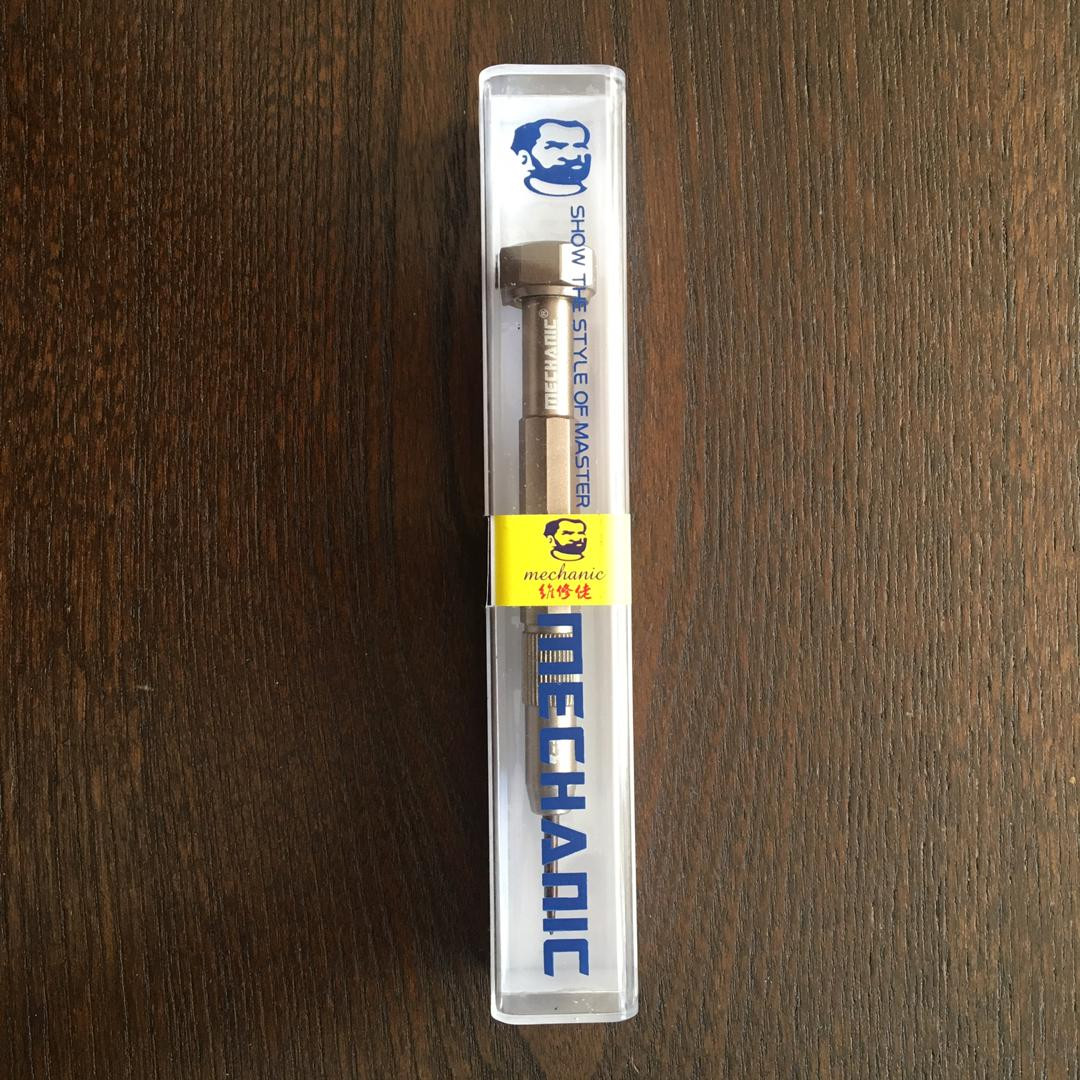 SHOW THE STYLE OF MASTER
MECHANIC®
mechanic
维修佬
MECHANIC